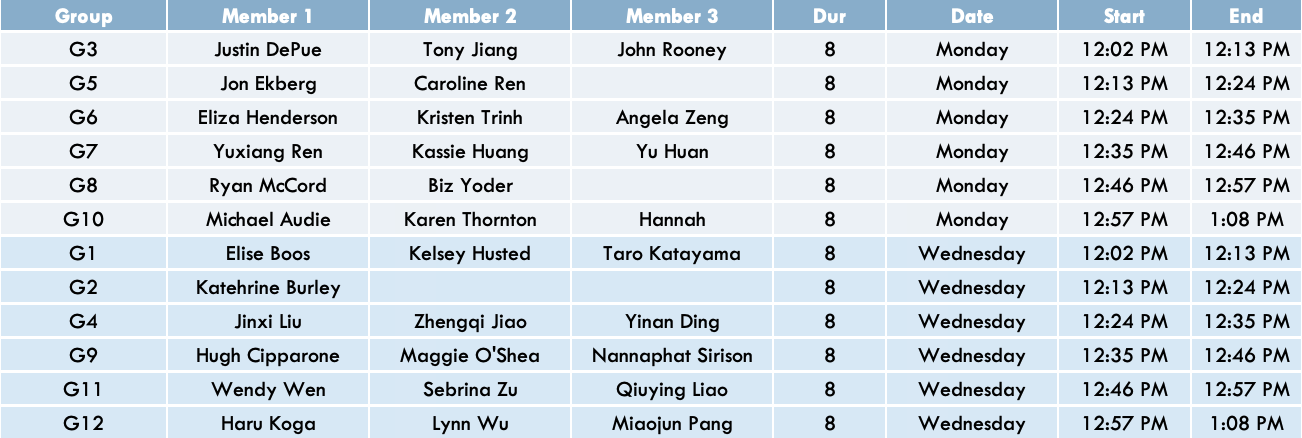 Group Member 1 Member 2 Member 3 Dur Date Start End
G3 Justin DePue Tony Jiang John Rooney 8 Monday 12:02 PM 12:13 PM
G5 Jon Ekberg Caroline Ren 8 Monday 12:13 PM 12:24 PM
G6 Eliza Henderson Kristen Trinh Angela Zeng 8 Monday 12:24 PM 12:35 PM
G7 Yuxiang Ren Kassie Huang Yu Huan 8 Monday 12:35 PM 12:46 PM
G8 Ryan McCord Biz Yoder 8 Monday 12:46 PM 12:57 PM
G10 Michael Audie Karen Thornton Hannah 8 Monday 12:57 PM 1:08 PM
G1 Elise Boos Kelsey Husted Taro Katayama 8 Wednesday 12:02 PM 12:13 PM
G2 Katehrine Burley 8 Wednesday 12:13 PM 12:24 PM
G4 Jinxi Liu Zhengqi Jiao Yinan Ding 8 Wednesday 12:24 PM 12:35 PM
G9 Hugh Cipparone Maggie O'Shea Nannaphat Sirison 8 Wednesday 12:35 PM 12:46 PM
G11 Wendy Wen Sebrina Zu Qiuying Liao 8 Wednesday 12:46 PM 12:57 PM
G12 Haru Koga Lynn Wu Miaojun Pang 8 Wednesday 12:57 PM 1:08 PM